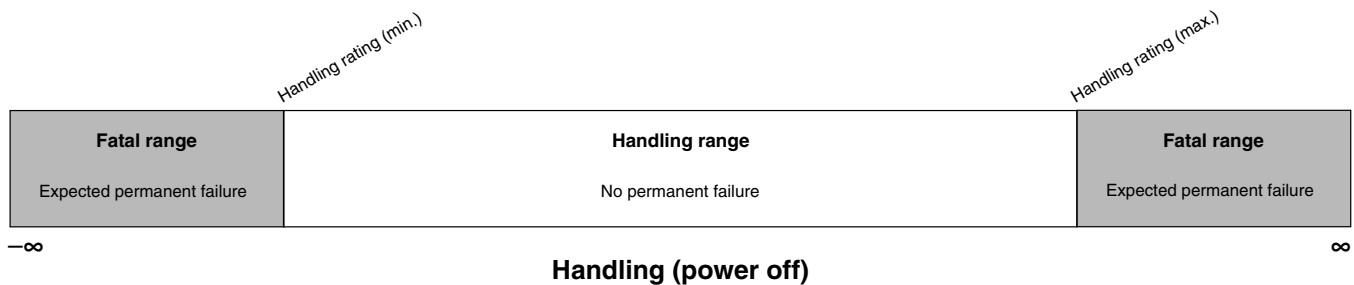 Handling rating (min.)
Handling rating (max.)
Fatal range
Handling range
Fatal range
Expected permanent failure
No permanent failure
Expected permanent failure
–∞
∞
Handling (power off)